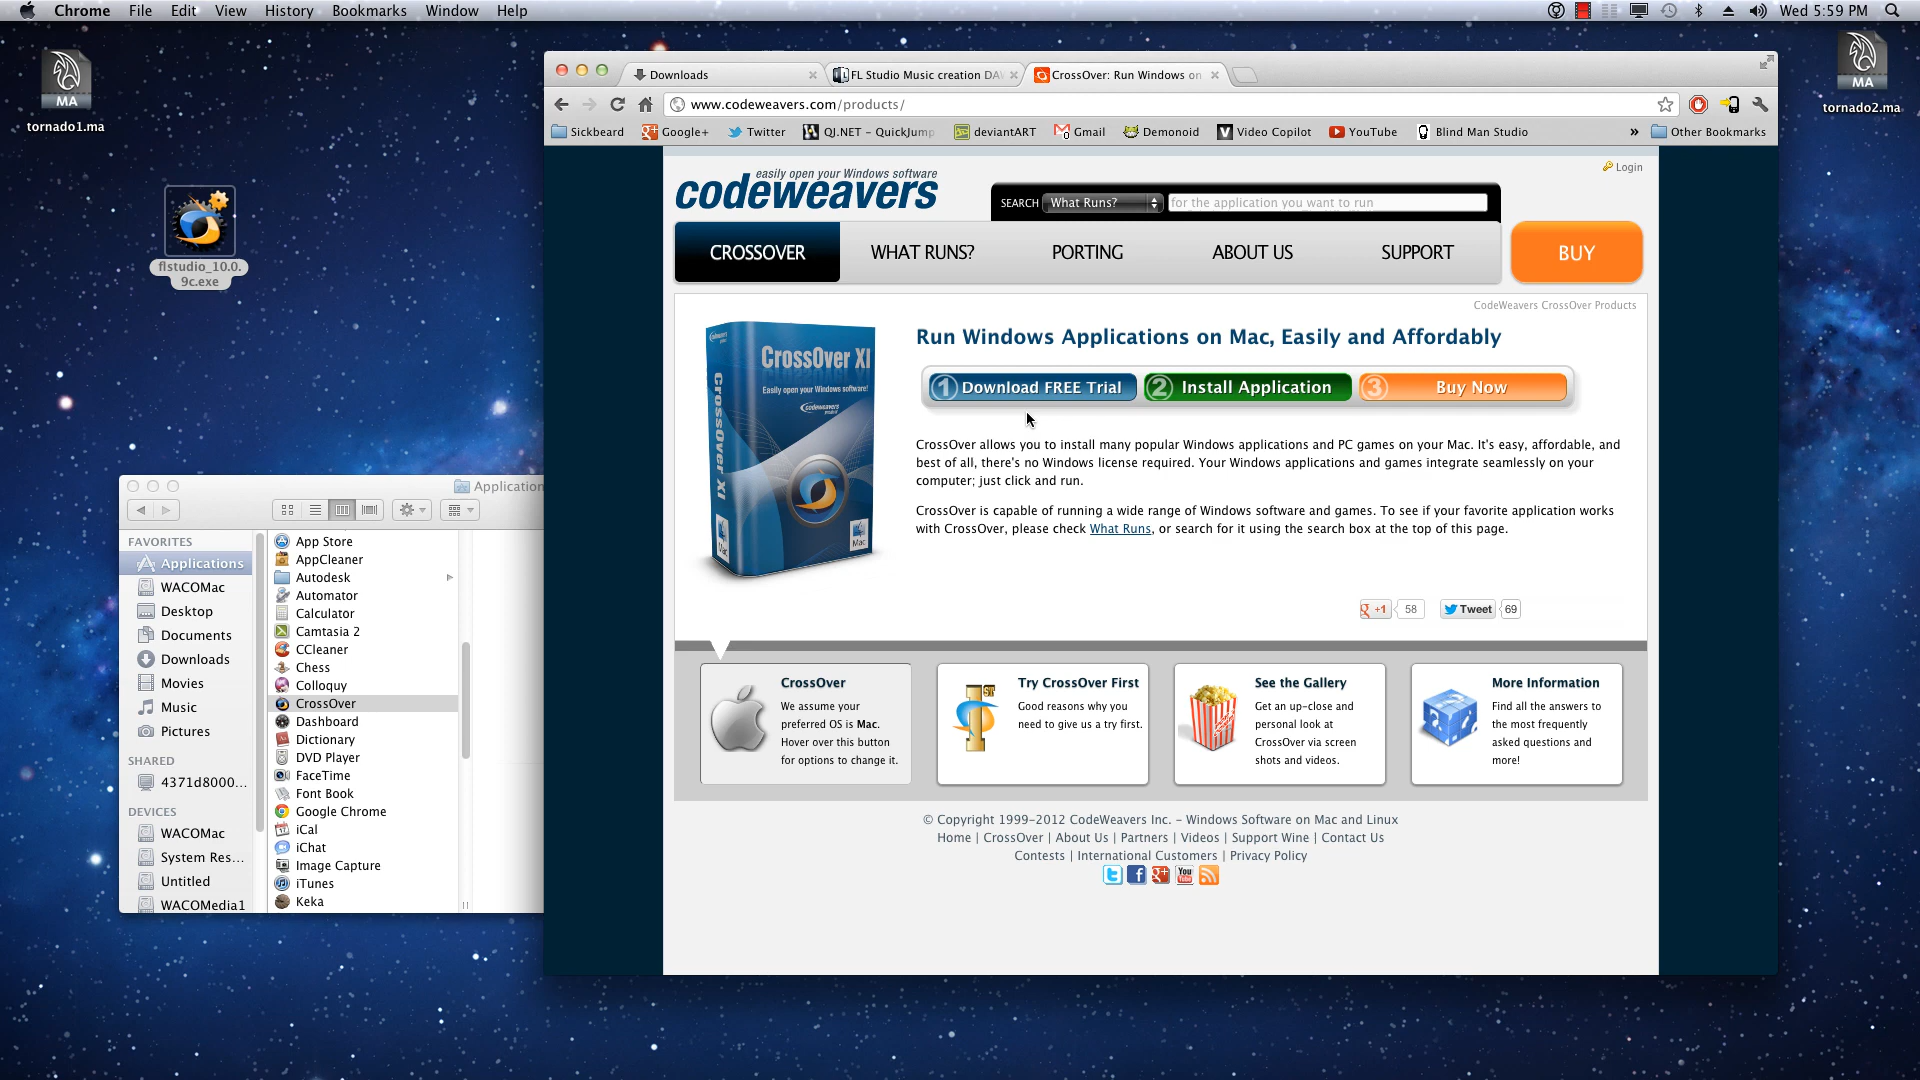 Chrome File Edit View History Bookmarks Window Help
Wed 5:59 PM
MA
tornado1.ma
MA
tornado2.ma
flstudio_10.0.
9c.exe
Downloads
FL Studio Music creation DA
CrossOver: Run Windows on
www.codeweavers.com/products/
Sickbeard
Google+
Twitter
QJ.NET - QuickJump
deviantART
Gmail
Demonoid
Video Copilot
YouTube
Blind Man Studio
»
Other Bookmarks
Login
easily open your Windows software
codeweavers
SEARCH
What Runs?
for the application you want to run
CROSSOVER
WHAT RUNS?
PORTING
ABOUT US
SUPPORT
BUY
CodeWeavers CrossOver Products
CrossOver XI
Easily open your Windows software!
codeweavers
CrossOver XI
Mac
Mac
Run Windows Applications on Mac, Easily and Affordably
1 Download FREE Trial
2 Install Application
3 Buy Now
CrossOver allows you to install many popular Windows applications and PC games on your Mac. It's easy, affordable, and
best of all, there's no Windows license required. Your Windows applications and games integrate seamlessly on your
computer; just click and run.
CrossOver is capable of running a wide range of Windows software and games. To see if your favorite application works
with CrossOver, please check What Runs, or search for it using the search box at the top of this page.
+1
58
Tweet
69
CrossOver
We assume your
preferred OS is Mac.
Hover over this button
for options to change it.
1ST
Try CrossOver First
Good reasons why you
need to give us a try first.
See the Gallery
Get an up-close and
personal look at
CrossOver via screen
shots and videos.
More Information
Find all the answers to
the most frequently
asked questions and
more!
© Copyright 1999-2012 CodeWeavers Inc. - Windows Software on Mac and Linux
Home | CrossOver | About Us | Partners | Videos | Support Wine | Contact Us
Contests | International Customers | Privacy Policy
Application
FAVORITES
Applications
WACOMac
Desktop
Documents
Downloads
Movies
Music
Pictures
SHARED
4371d8000...
DEVICES
WACOMac
System Res...
Untitled
WACOMedia1
App Store
AppCleaner
Autodesk
Automator
Calculator
Camtasia 2
CCleaner
Chess
Colloquy
CrossOver
Dashboard
Dictionary
DVD Player
FaceTime
Font Book
Google Chrome
iCal
iChat
Image Capture
iTunes
Keka